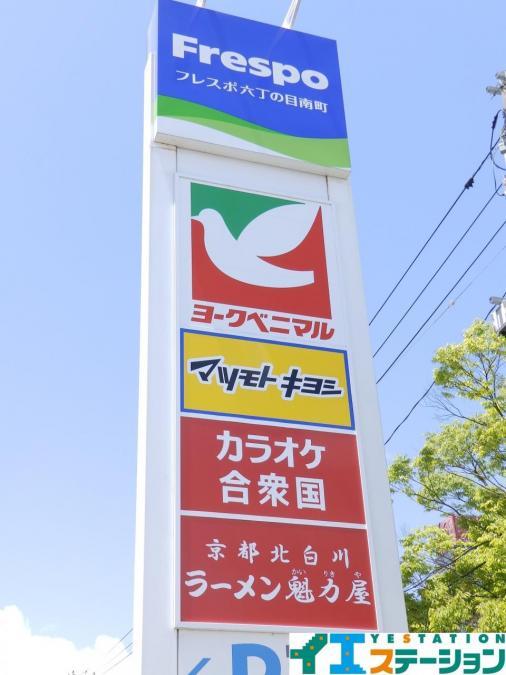 Frespo
フレスポ六丁の目南町
ヨークベニマル
マツモトキヨシ
カラオケ
合衆国
京都北白川
かい りき や
ラーメン魁力屋
P
YESTATION
イエステーション